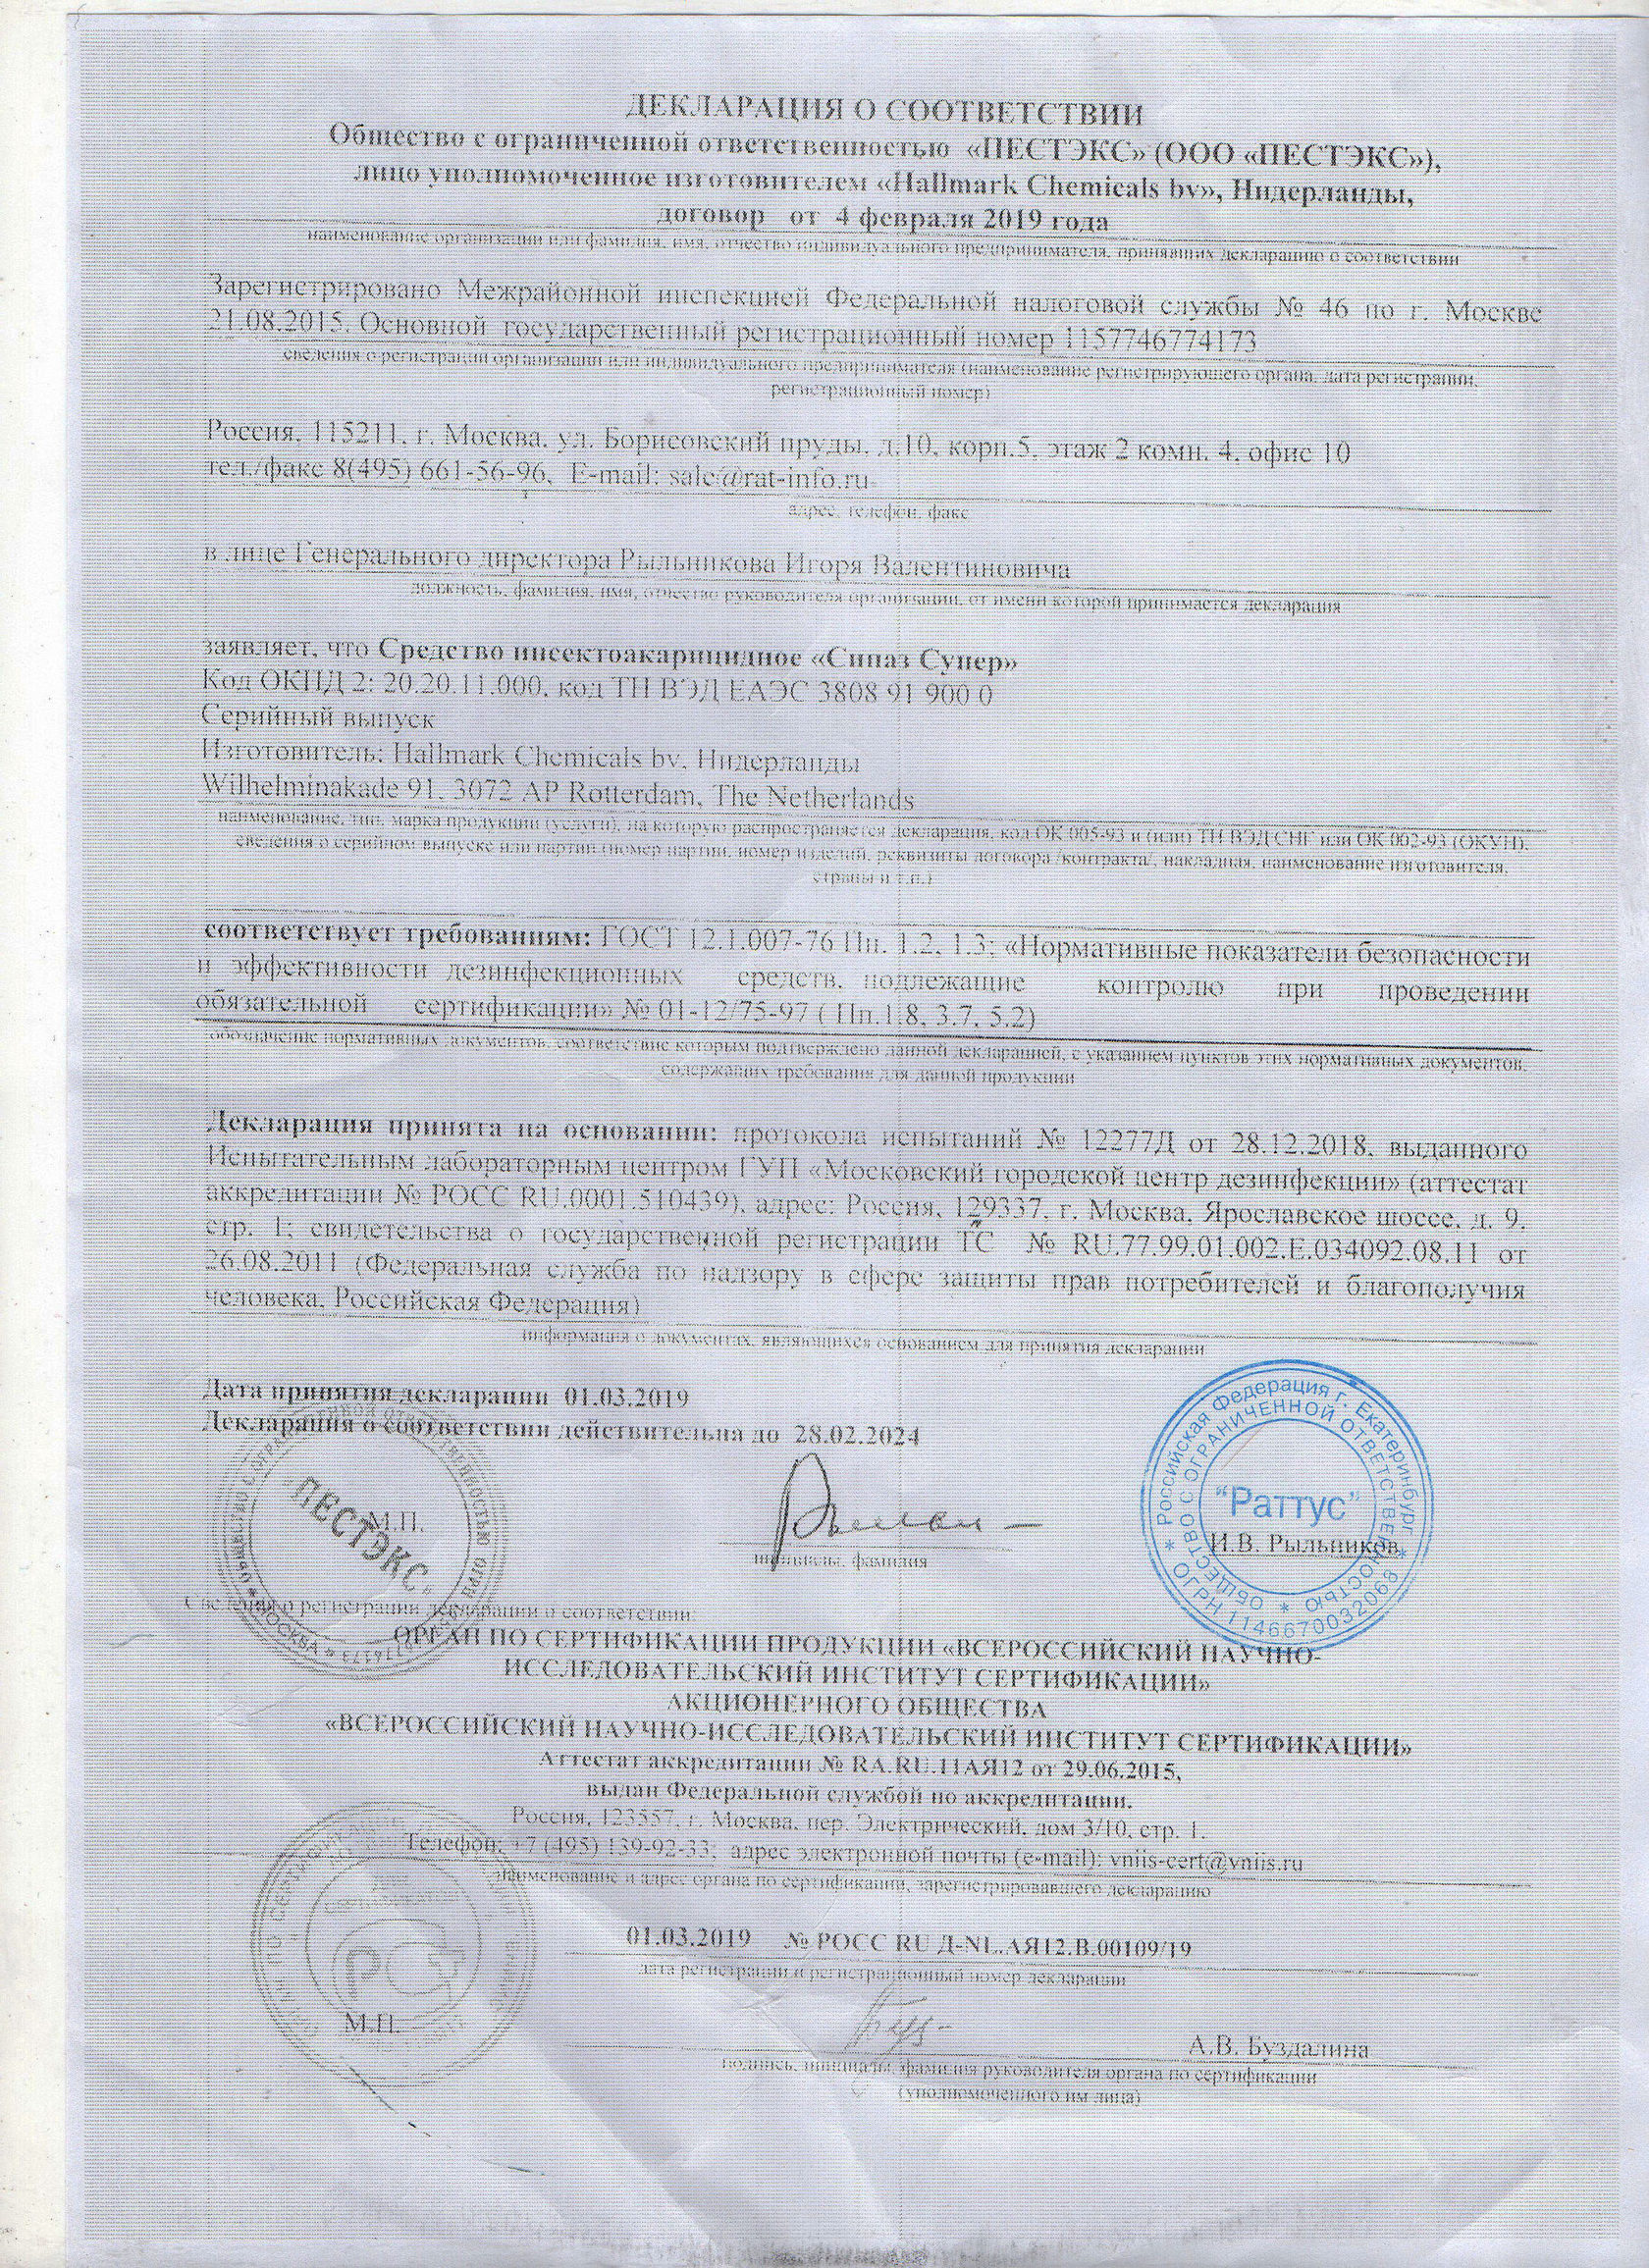 ДЕКЛАРАЦИЯ О СООТВЕТСТВИИ
Общество с ограниченной ответственностью «ПЕСТЭКС» (ООО «ПЕСТЭКС»),
лицо уполномоченное изготовителем «Hallmark Chemicals bv», Нидерланды,
договор от 4 февраля 2019 года
наименование организации или фамилия, имя, отчество индивидуального предпринимателя, принявших декларацию о соответствии
Зарегистрировано Межрайонной инспекцией Федеральной налоговой службы № 46 по г. Москве
21.08.2015. Основной государственный регистрационный номер 1157746774173
сведения о регистрации организации или индивидуального предпринимателя (наименование регистрирующего органа, дата регистрации,
регистрационный номер)
Россия, 115211, г. Москва, ул. Борисовский пруды, д.10, корп.5, этаж 2 комн. 4, офис 10
тел./факс 8(495) 661-56-96, E-mail: sale@rat-info.ru
адрес, телефон, факс
в лице Генерального директора Рыльникова Игоря Валентиновича
должность, фамилия, имя, отчество руководителя организации, от имени которой принимается декларация
заявляет, что Средство инсектоакарицидное «Сипаз Супер»
Код ОКПД 2: 20.20.11.000, код ТН ВЭД ЕАЭС 3808 91 900 0
Серийный выпуск
Изготовитель: Hallmark Chemicals bv, Нидерланды
Wilhelminakade 91, 3072 AP Rotterdam, The Netherlands
наименование, тип, марка продукции (услуги), на которую распространяется декларация, код ОК 005-93 и (или) ТН ВЭД СНГ или ОК 002-93 (ОКУН),
сведения о серийном выпуске или партии (номер партии, номер изделий, реквизиты договора /контракта/, накладная, наименование изготовителя,
страны и т.п.)
соответствует требованиям: ГОСТ 12.1.007-76 Пп. 1.2, 1.3; «Нормативные показатели безопасности
и эффективности дезинфекционных средств, подлежащие контролю при проведении
обязательной сертификации» № 01-12/75-97 ( Пп.1.8, 3.7, 5.2)
обозначение нормативных документов, соответствие которым подтверждено данной декларацией, с указанием пунктов этих нормативных документов,
содержащих требования для данной продукции
Декларация принята на основании: протокола испытаний № 12277Д от 28.12.2018, выданного
Испытательным лабораторным центром ГУП «Московский городской центр дезинфекции» (аттестат
аккредитации № РОСС RU.0001.510439), адрес: Россия, 129337, г. Москва, Ярославское шоссе, д. 9,
стр. 1; свидетельства о государственной регистрации ТС № RU.77.99.01.002.Е.034092.08.11 от
26.08.2011 (Федеральная служба по надзору в сфере защиты прав потребителей и благополучия
человека, Российская Федерация)
информация о документах, являющихся основанием для принятия декларации
Дата принятия декларации 01.03.2019
Декларация о соответствии действительна до 28.02.2024
Российская Федерация г. Екатеринбург
ОГРН 1146670032069
ОБЩЕСТВО С ОГРАНИЧЕННОЙ ОТВЕТСТВЕННОСТЬЮ
"Раттус"
"ПЕСТЭКС"
МОСКВА
М.П.
И.В. Рыльников
инициалы, фамилия
Сведения о регистрации декларации о соответствии:
ОРГАН ПО СЕРТИФИКАЦИИ ПРОДУКЦИИ «ВСЕРОССИЙСКИЙ НАУЧНО-
ИССЛЕДОВАТЕЛЬСКИЙ ИНСТИТУТ СЕРТИФИКАЦИИ»
АКЦИОНЕРНОГО ОБЩЕСТВА
«ВСЕРОССИЙСКИЙ НАУЧНО-ИССЛЕДОВАТЕЛЬСКИЙ ИНСТИТУТ СЕРТИФИКАЦИИ»
Аттестат аккредитации № RA.RU.11АЯ12 от 29.06.2015,
выдан Федеральной службой по аккредитации.
Россия, 123557, г. Москва, пер. Электрический, дом 3/10, стр. 1.
Телефон: +7 (495) 139-92-33; адрес электронной почты (e-mail): vniis-cert@vniis.ru
наименование и адрес органа по сертификации, зарегистрировавшего декларацию
01.03.2019 № РОСС RU Д-NL.АЯ12.В.00109/19
дата регистрации и регистрационный номер декларации
М.П.
А.В. Буздалина
подпись, инициалы, фамилия руководителя органа по сертификации
(уполномоченного им лица)